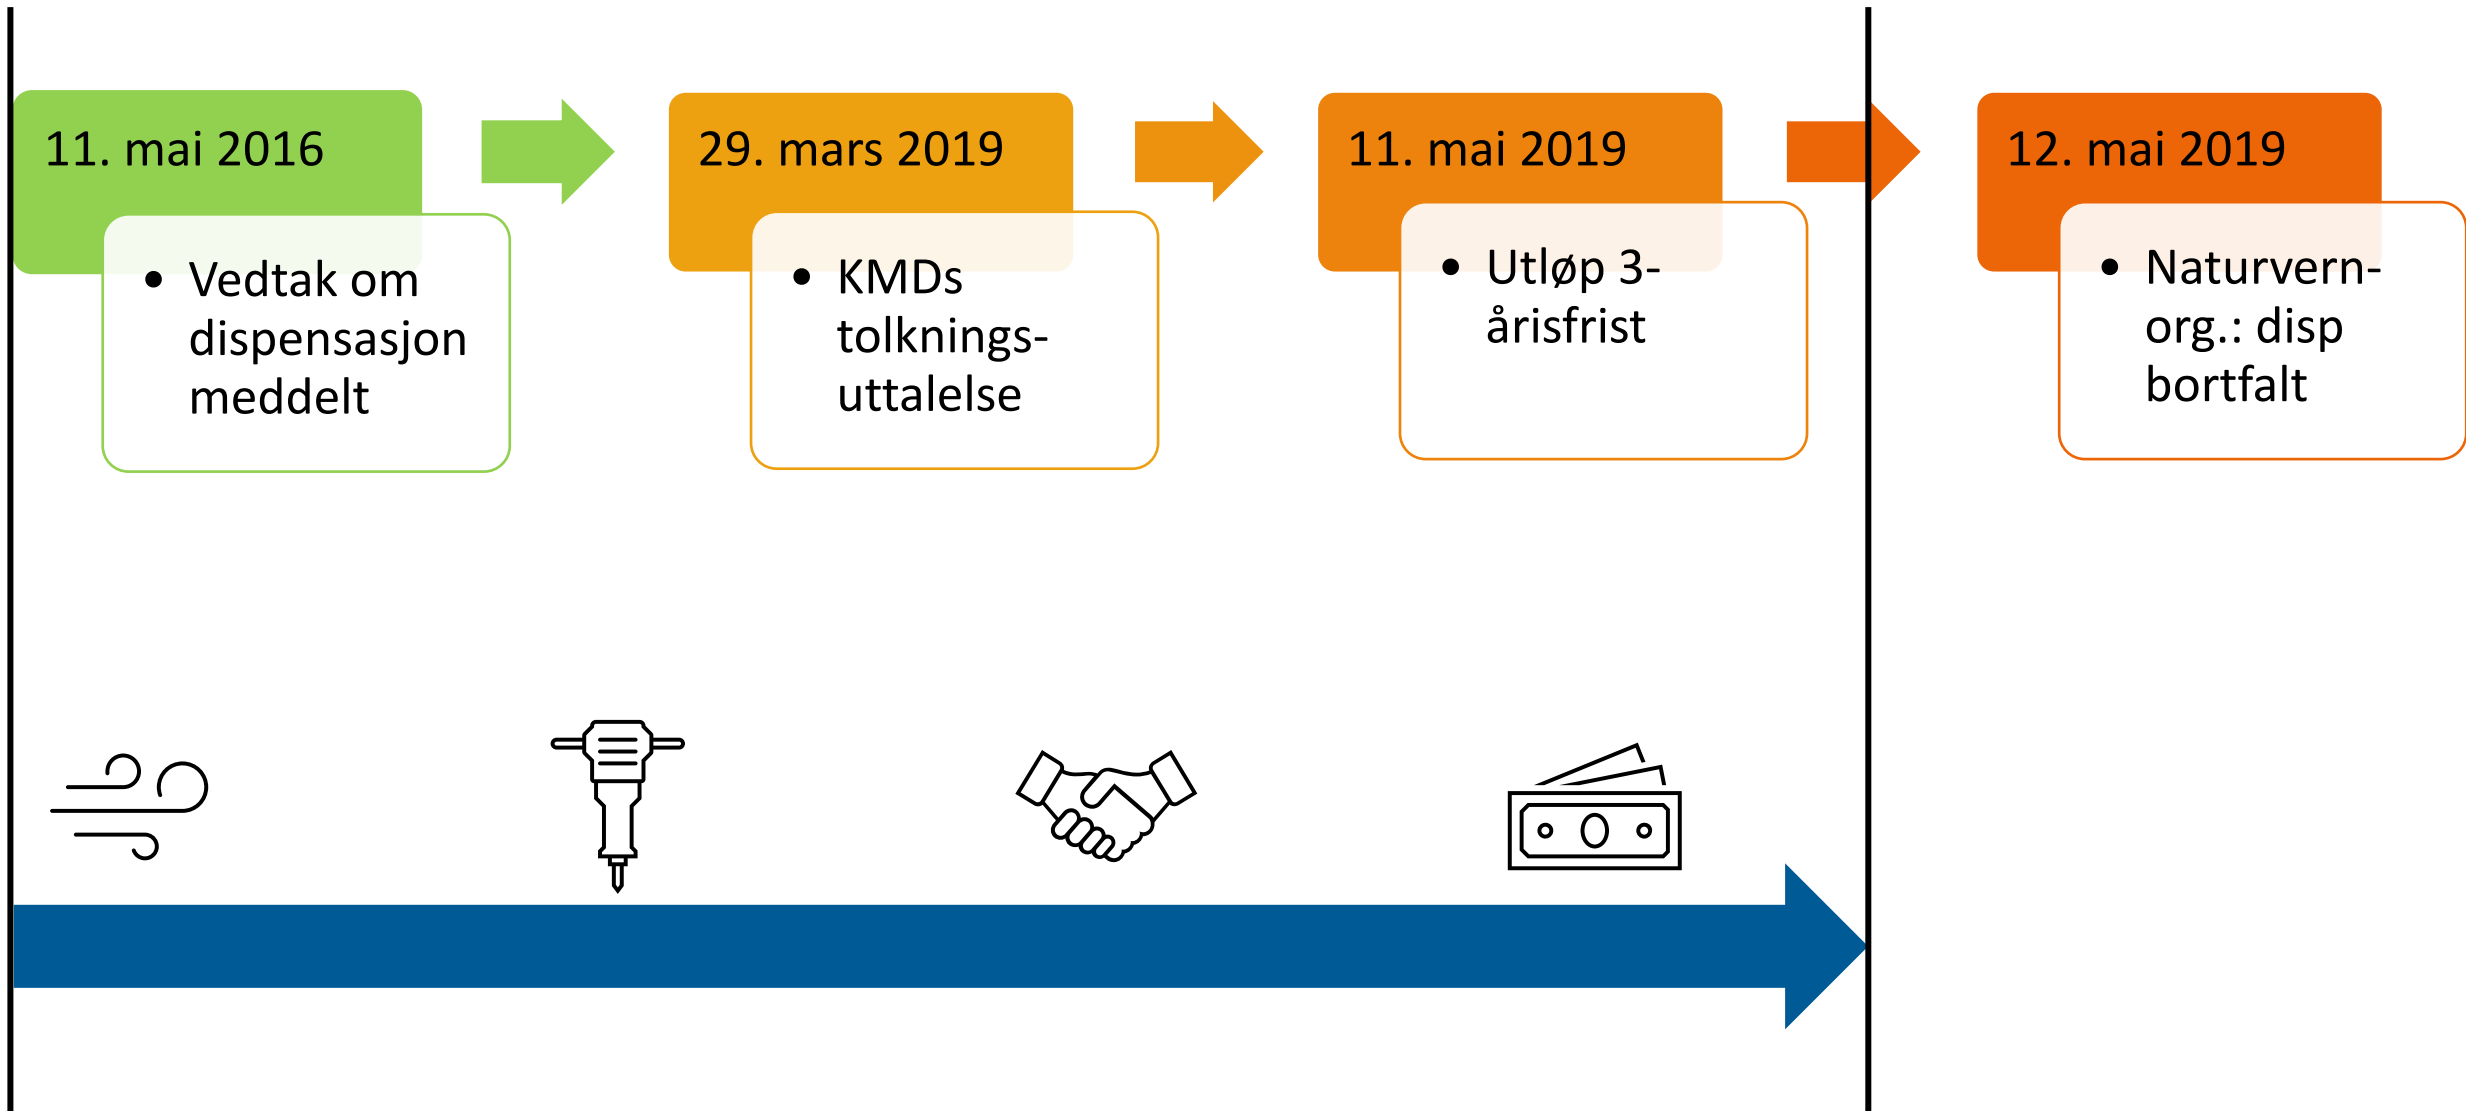 11. mai 2016
• Vedtak om
dispensasjon
meddelt
29. mars 2019
• KMDs
tolknings-
uttalelse
11. mai 2019
• Utløp 3-
årisfrist
12. mai 2019
• Naturvern-
org.: disp
bortfalt